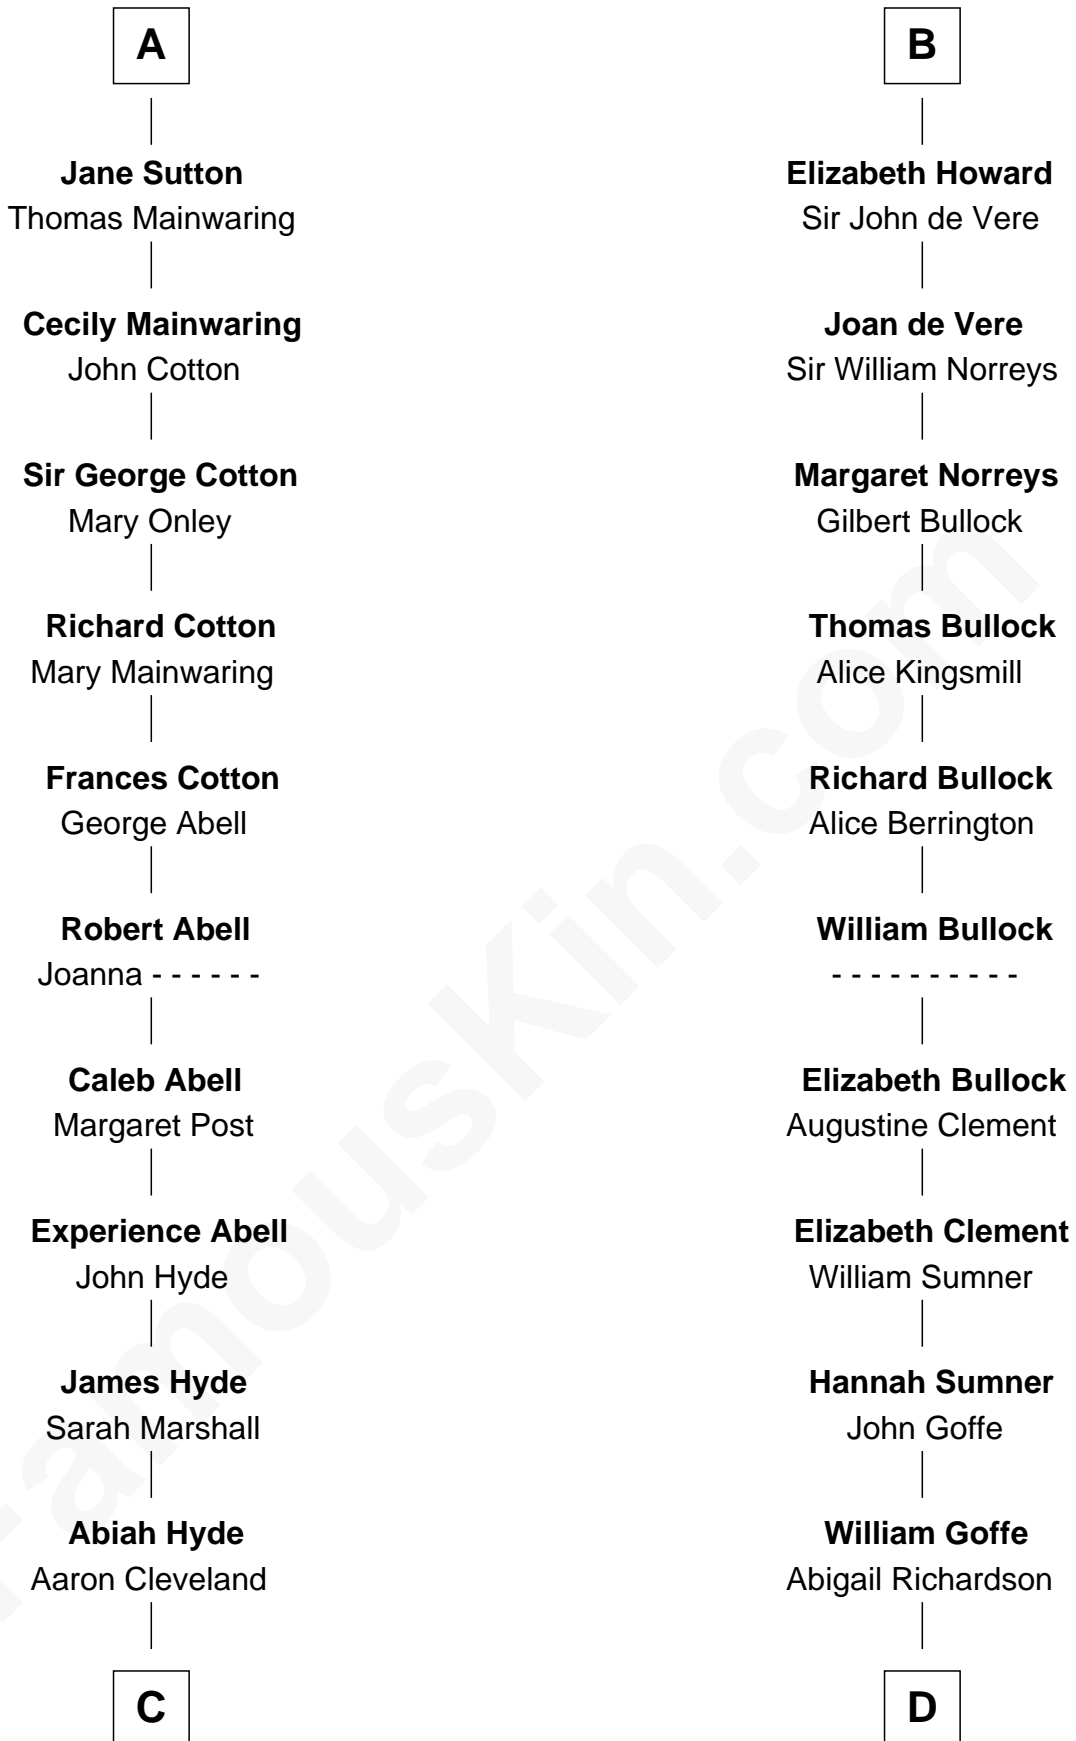 A
Jane Sutton
Thomas Mainwaring
Cecily Mainwaring
John Cotton
Sir George Cotton
Mary Onley
Richard Cotton
Mary Mainwaring
Frances Cotton
George Abell
Robert Abell
Joanna - - - - - -
Caleb Abell
Margaret Post
Experience Abell
John Hyde
James Hyde
Sarah Marshall
Abiah Hyde
Aaron Cleveland
C
B
Elizabeth Howard
Sir John de Vere
Joan de Vere
Sir William Norreys
Margaret Norreys
Gilbert Bullock
Thomas Bullock
Alice Kingsmill
Richard Bullock
Alice Berrington
William Bullock
- - - - - - - - - -
Elizabeth Bullock
Augustine Clement
Elizabeth Clement
William Sumner
Hannah Sumner
John Goffe
William Goffe
Abigail Richardson
D
FamousKin.com